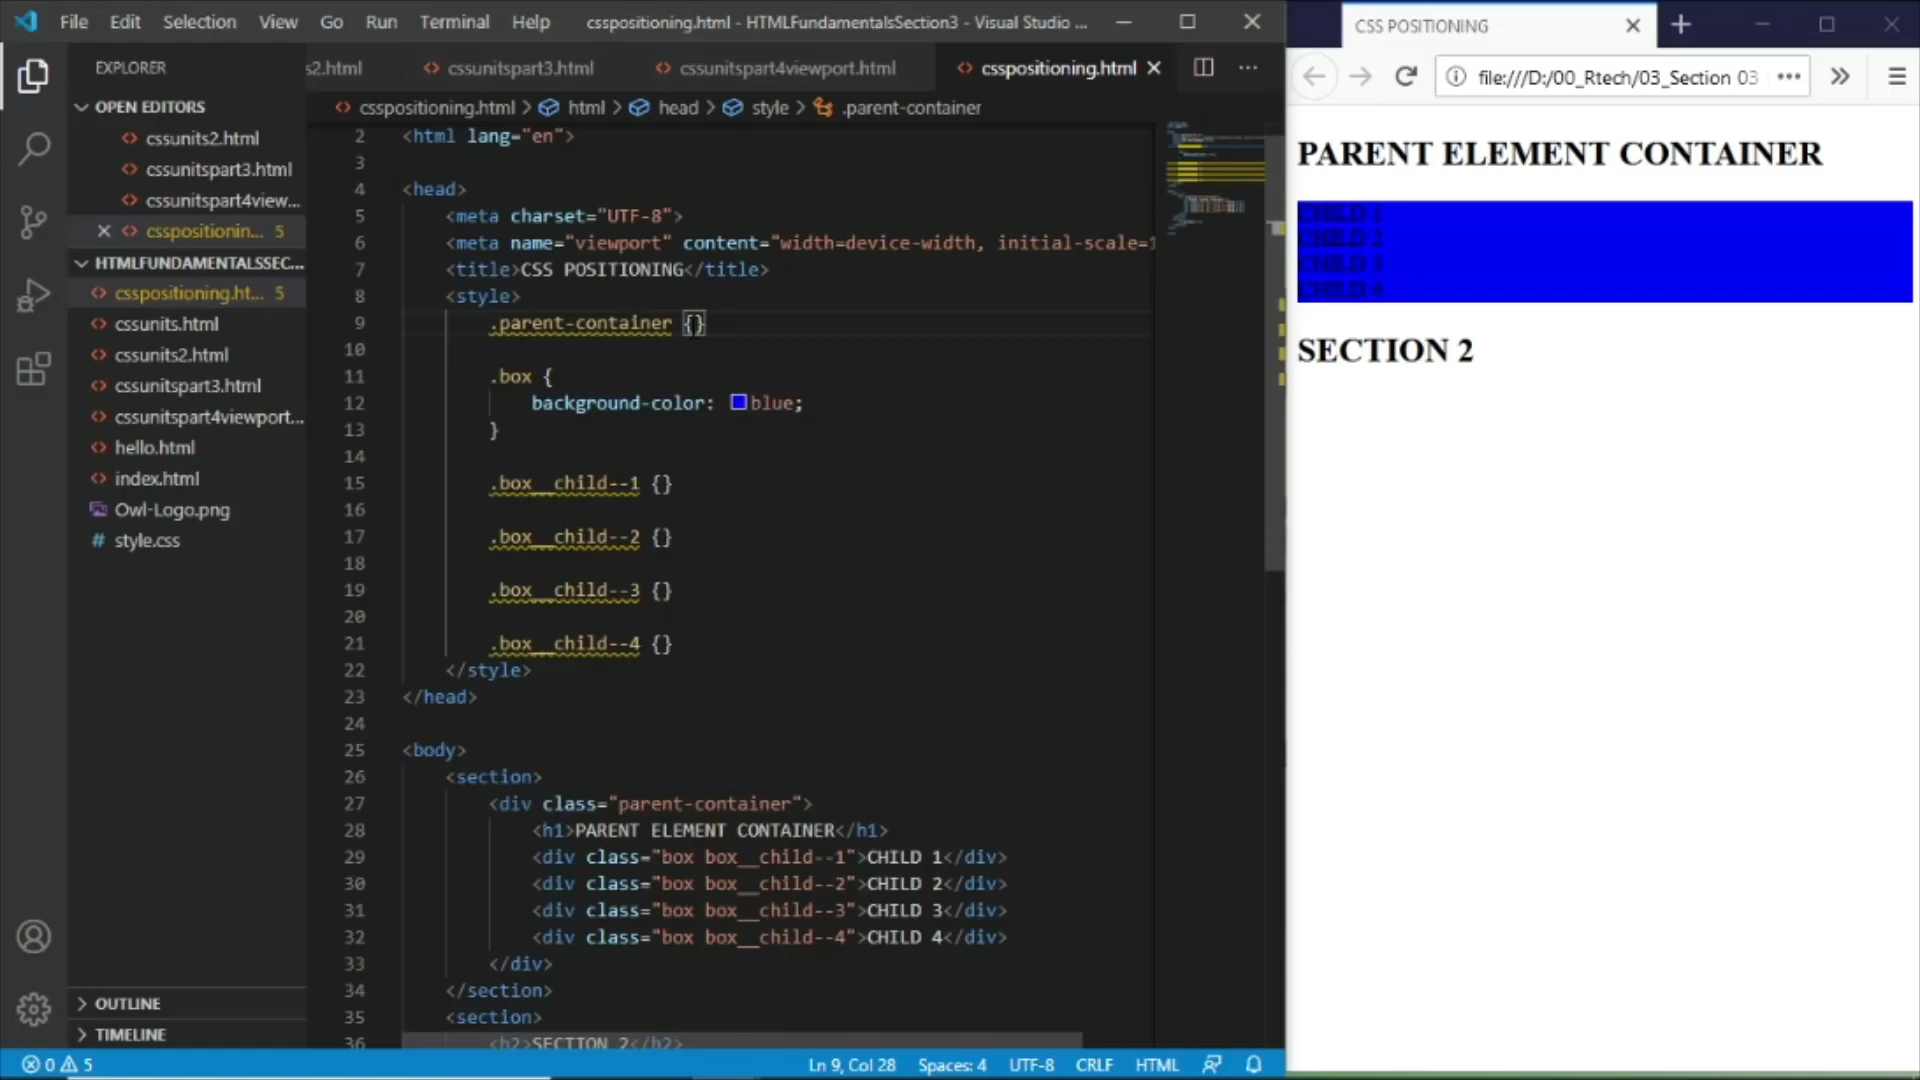 File Edit Selection View Go Run Terminal Help csspositioning.html - HTMLFundamentalsSection3 - Visual Studio ...
EXPLORER
OPEN EDITORS
cssunits2.html
cssunitspart3.html
cssunitspart4view...
csspositionin... 5
HTMLFUNDAMENTALSSEC...
csspositioning.ht... 5
cssunits.html
cssunits2.html
cssunitspart3.html
cssunitspart4viewport...
hello.html
index.html
Owl-Logo.png
# style.css
OUTLINE
TIMELINE
s2.html cssunitspart3.html cssunitspart4viewport.html csspositioning.html
csspositioning.html > html > head > style > .parent-container
2 <html lang="en">
3
4 <head>
5 <meta charset="UTF-8">
6 <meta name="viewport" content="width=device-width, initial-scale=1
7 <title>CSS POSITIONING</title>
8 <style>
9 .parent-container {}
10
11 .box {
12 background-color: blue;
13 }
14
15 .box__child--1 {}
16
17 .box__child--2 {}
18
19 .box__child--3 {}
20
21 .box__child--4 {}
22 </style>
23 </head>
24
25 <body>
26 <section>
27 <div class="parent-container">
28 <h1>PARENT ELEMENT CONTAINER</h1>
29 <div class="box box__child--1">CHILD 1</div>
30 <div class="box box__child--2">CHILD 2</div>
31 <div class="box box__child--3">CHILD 3</div>
32 <div class="box box__child--4">CHILD 4</div>
33 </div>
34 </section>
35 <section>
36 <h2>SECTION 2</h2>
0 5 Ln 9, Col 28 Spaces: 4 UTF-8 CRLF HTML
CSS POSITIONING
file:///D:/00_Rtech/03_Section 03
PARENT ELEMENT CONTAINER
CHILD 1
CHILD 2
CHILD 3
CHILD 4
SECTION 2